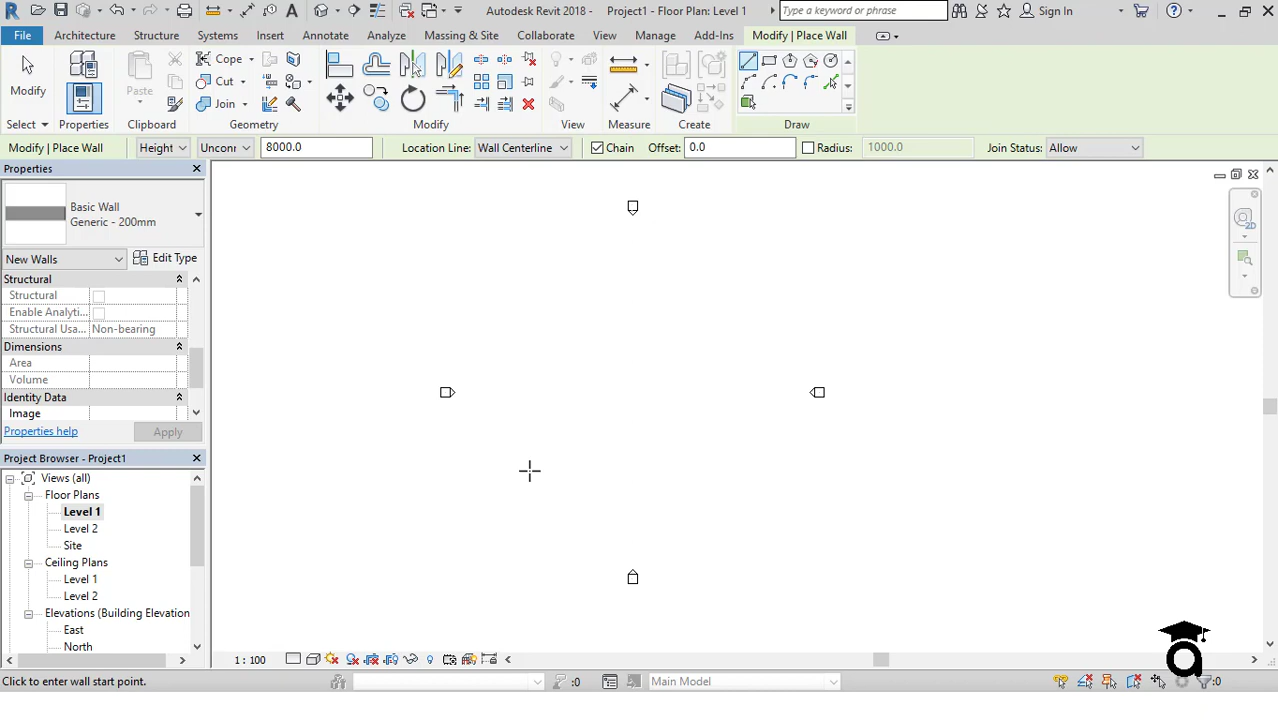 Autodesk Revit 2018 - Project1 - Floor Plans: Level 1
Type a keyword or phrase
Sign In
File
Architecture
Structure
Systems
Insert
Annotate
Analyze
Massing & Site
Collaborate
View
Manage
Add-Ins
Modify | Place Wall
Modify
Paste
Cope
Cut
Join
Select
Properties
Clipboard
Geometry
Modify
View
Measure
Create
Draw
Modify | Place Wall
Height
Unconr
8000.0
Location Line: Wall Centerline
Chain
Offset: 0.0
Radius: 1000.0
Join Status: Allow
Properties
Basic Wall
Generic - 200mm
New Walls
Edit Type
Structural
Structural
Enable Analyti...
Structural Usa... Non-bearing
Dimensions
Area
Volume
Identity Data
Image
Properties help
Apply
Project Browser - Project1
Views (all)
Floor Plans
Level 1
Level 2
Site
Ceiling Plans
Level 1
Level 2
Elevations (Building Elevation
East
North
2D
1 : 100
Click to enter wall start point.
:0
Main Model
:0